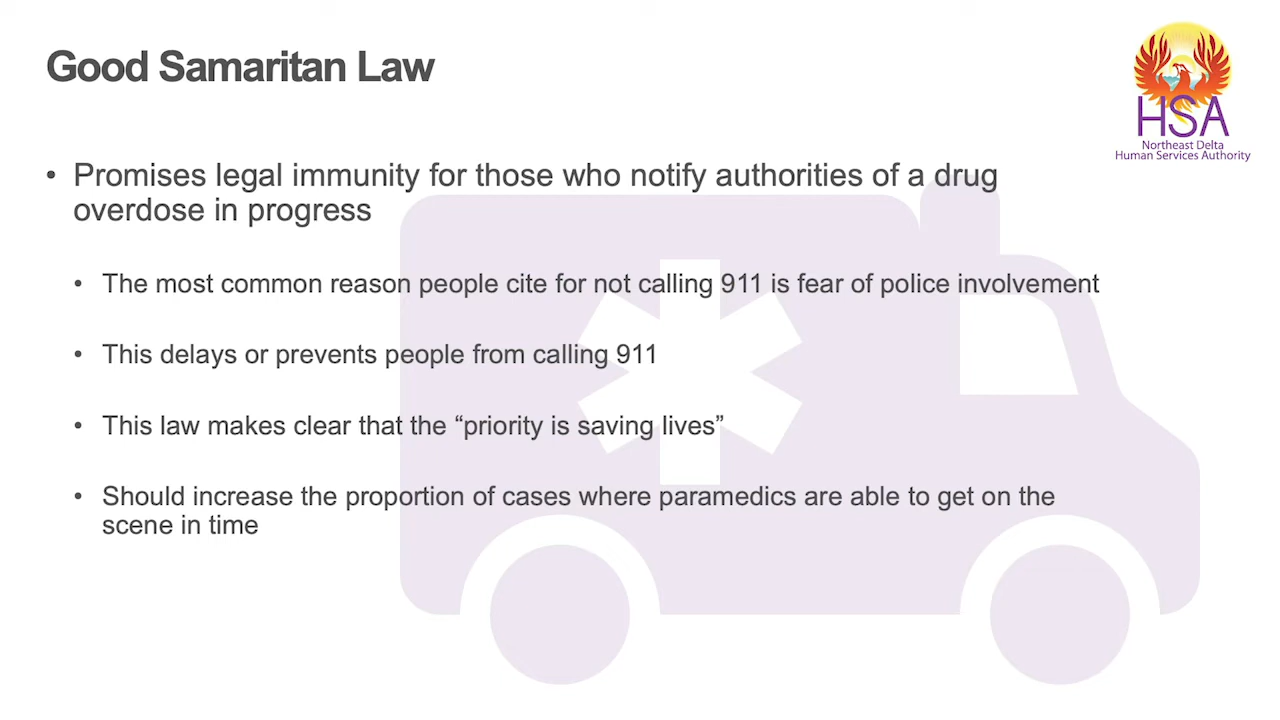 Good Samaritan Law
HSA
Northeast Delta
Human Services Authority
• Promises legal immunity for those who notify authorities of a drug
overdose in progress
• The most common reason people cite for not calling 911 is fear of police involvement
• This delays or prevents people from calling 911
• This law makes clear that the “priority is saving lives”
• Should increase the proportion of cases where paramedics are able to get on the
scene in time